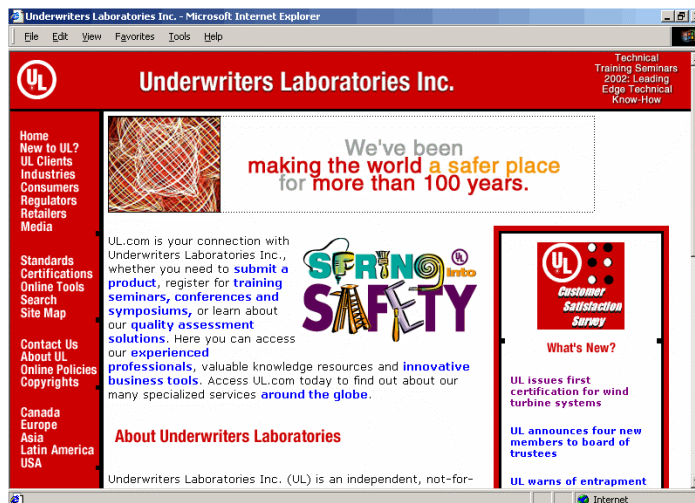 Underwriters Laboratories Inc. - Microsoft Internet Explorer
File Edit View Favorites Tools Help
UL
Underwriters Laboratories Inc.
Technical
Training Seminars
2002: Leading
Edge Technical
Know-How
Home
New to UL?
UL Clients
Industries
Consumers
Regulators
Retailers
Media
Standards
Certifications
Online Tools
Search
Site Map
Contact Us
About UL
Online Policies
Copyrights
Canada
Europe
Asia
Latin America
USA
We've been
making the world a safer place
for more than 100 years.
UL.com is your connection with
Underwriters Laboratories Inc.,
whether you need to submit a
product, register for training
seminars, conferences and
symposiums, or learn about
our quality assessment
solutions. Here you can access
our experienced
professionals, valuable knowledge resources and innovative
business tools. Access UL.com today to find out about our
many specialized services around the globe.
SPRING into
SAFETY
UL
About Underwriters Laboratories
Underwriters Laboratories Inc. (UL) is an independent, not-for-
UL
Customer
Satisfaction
Survey
What's New?
UL issues first
certification for wind
turbine systems
UL announces four new
members to board of
trustees
UL warns of entrapment
Internet